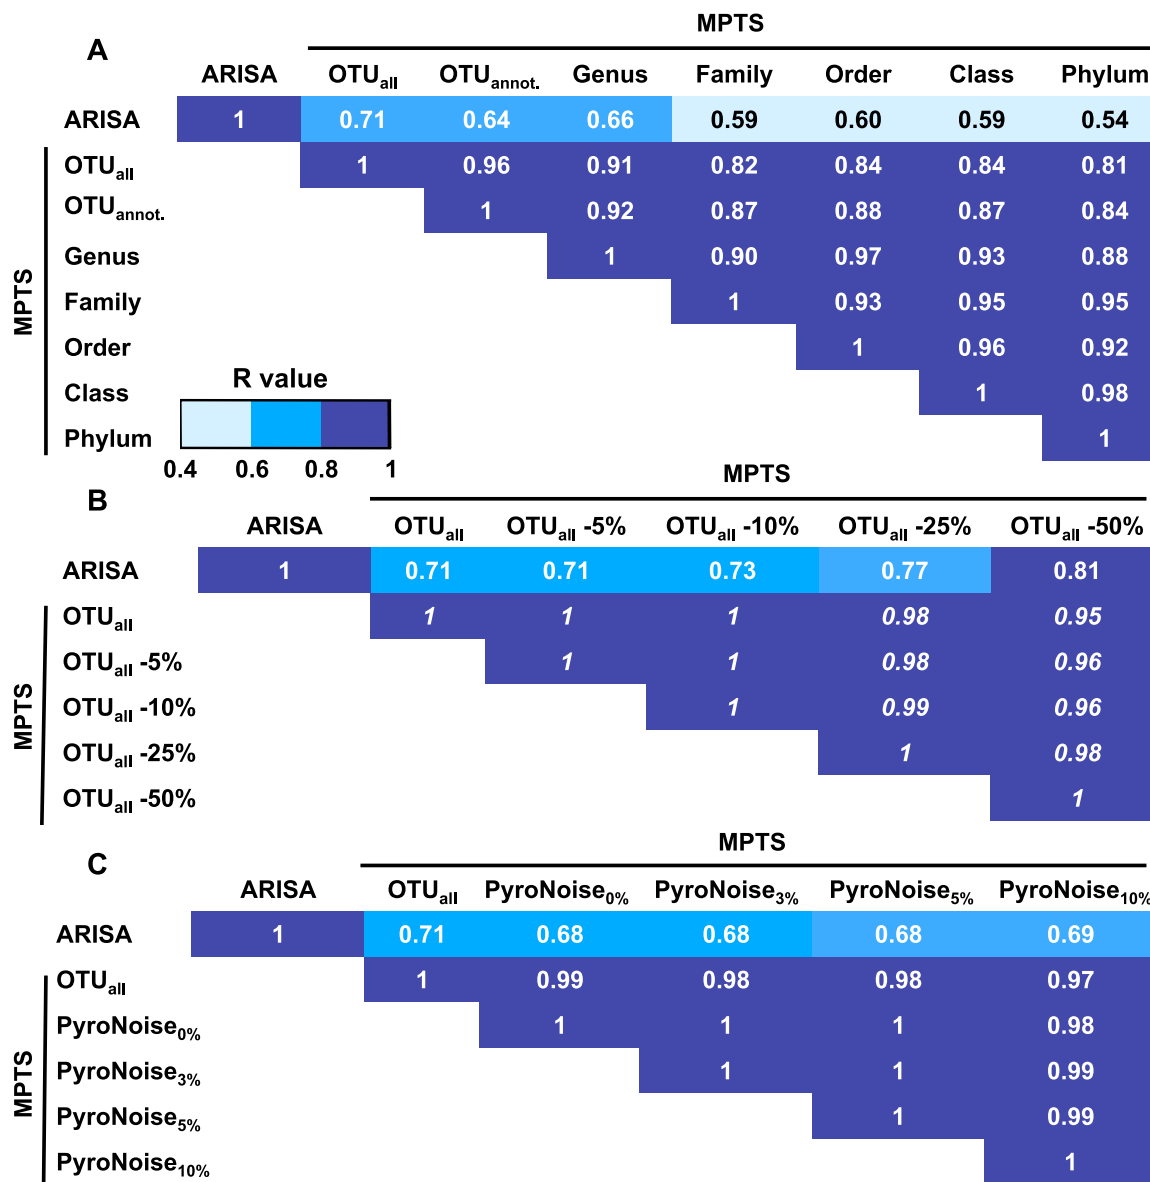 MPTS
A
ARISA OTUall OTUannot. Genus Family Order Class Phylum
ARISA 1 0.71 0.64 0.66 0.59 0.60 0.59 0.54
OTUall 1 0.96 0.91 0.82 0.84 0.84 0.81
OTUannot. 1 0.92 0.87 0.88 0.87 0.84
Genus 1 0.90 0.97 0.93 0.88
MPTS
Family 1 0.93 0.95 0.95
Order 1 0.96 0.92
Class 1 0.98
Phylum 1
R value
0.4 0.6 0.8 1
MPTS
B
ARISA OTUall OTUall -5% OTUall -10% OTUall -25% OTUall -50%
ARISA 1 0.71 0.71 0.73 0.77 0.81
OTUall 1 1 1 0.98 0.95
OTUall -5% 1 1 0.98 0.96
MPTS
OTUall -10% 1 0.99 0.96
OTUall -25% 1 0.98
OTUall -50% 1
MPTS
C
ARISA OTUall PyroNoise0% PyroNoise3% PyroNoise5% PyroNoise10%
ARISA 1 0.71 0.68 0.68 0.68 0.69
OTUall 1 0.99 0.98 0.98 0.97
PyroNoise0% 1 1 1 0.98
MPTS
PyroNoise3% 1 1 0.99
PyroNoise5% 1 0.99
PyroNoise10% 1